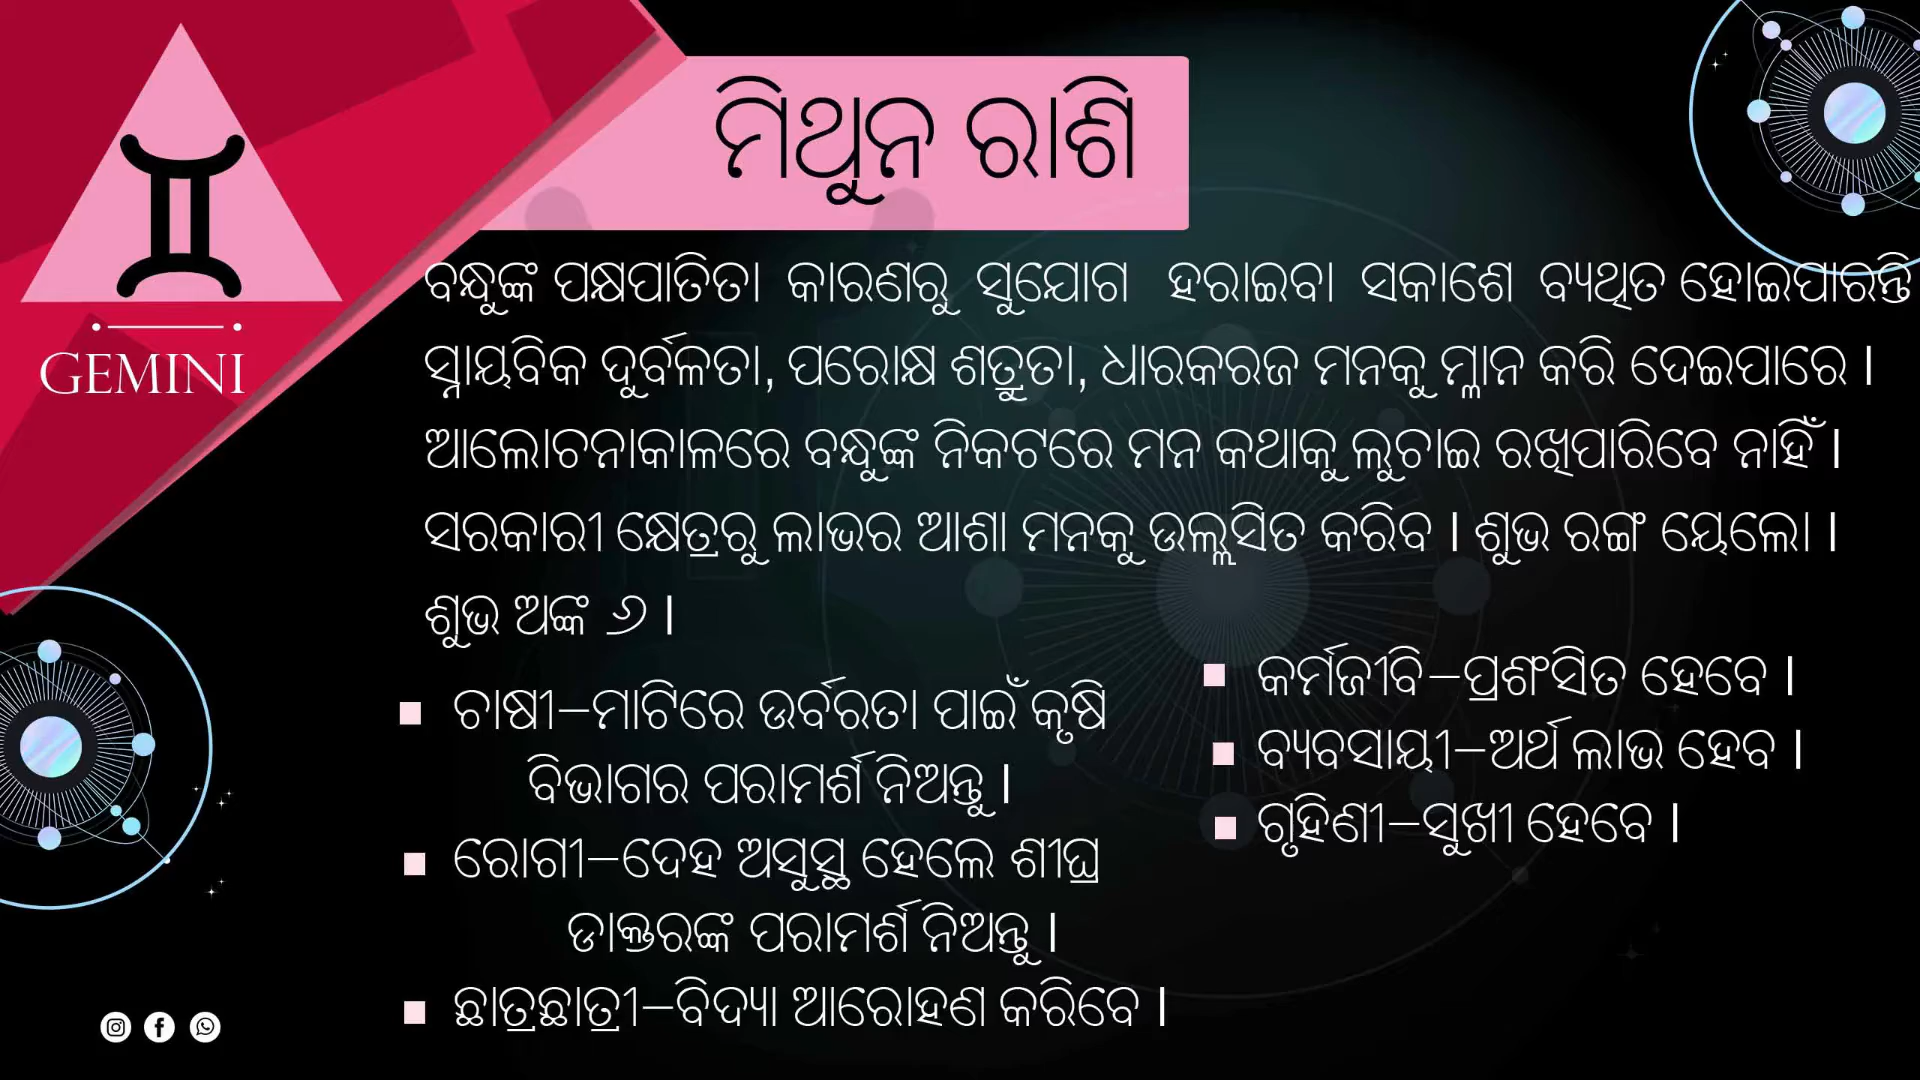 ମିଥୁନ ରାଶି
GEMINI
ବନ୍ଧୁଙ୍କ ପକ୍ଷପାତିତା କାରଣରୁ ସୁଯୋଗ ହରାଇବା ସକାଶେ ବ୍ୟଥିତ ହୋଇପାରନ୍ତି
ସ୍ନାୟବିକ ଦୁର୍ବଳତା, ପରୋକ୍ଷ ଶତ୍ରୁତା, ଧାରକରଜ ମନକୁ ମ୍ଳାନ କରି ଦେଇପାରେ ।
ଆଲୋଚନାକାଳରେ ବନ୍ଧୁଙ୍କ ନିକଟରେ ମନ କଥାକୁ ଲୁଚାଇ ରଖିପାରିବେ ନାହିଁ ।
ସରକାରୀ କ୍ଷେତ୍ରରୁ ଲାଭର ଆଶା ମନକୁ ଉଲ୍ଲସିତ କରିବ । ଶୁଭ ରଙ୍ଗ ୟେଲୋ ।
ଶୁଭ ଅଙ୍କ ୬ ।
ଚାଷୀ–ମାଟିରେ ଉର୍ବରତା ପାଇଁ କୃଷି
ବିଭାଗର ପରାମର୍ଶ ନିଅନ୍ତୁ ।
ରୋଗୀ–ଦେହ ଅସୁସ୍ଥ ହେଲେ ଶୀଘ୍ର
ଡାକ୍ତରଙ୍କ ପରାମର୍ଶ ନିଅନ୍ତୁ ।
ଛାତ୍ରଛାତ୍ରୀ–ବିଦ୍ୟା ଆରୋହଣ କରିବେ ।
କର୍ମଜୀବି–ପ୍ରଶଂସିତ ହେବେ ।
ବ୍ୟବସାୟୀ–ଅର୍ଥ ଲାଭ ହେବ ।
ଗୃହିଣୀ–ସୁଖୀ ହେବେ ।